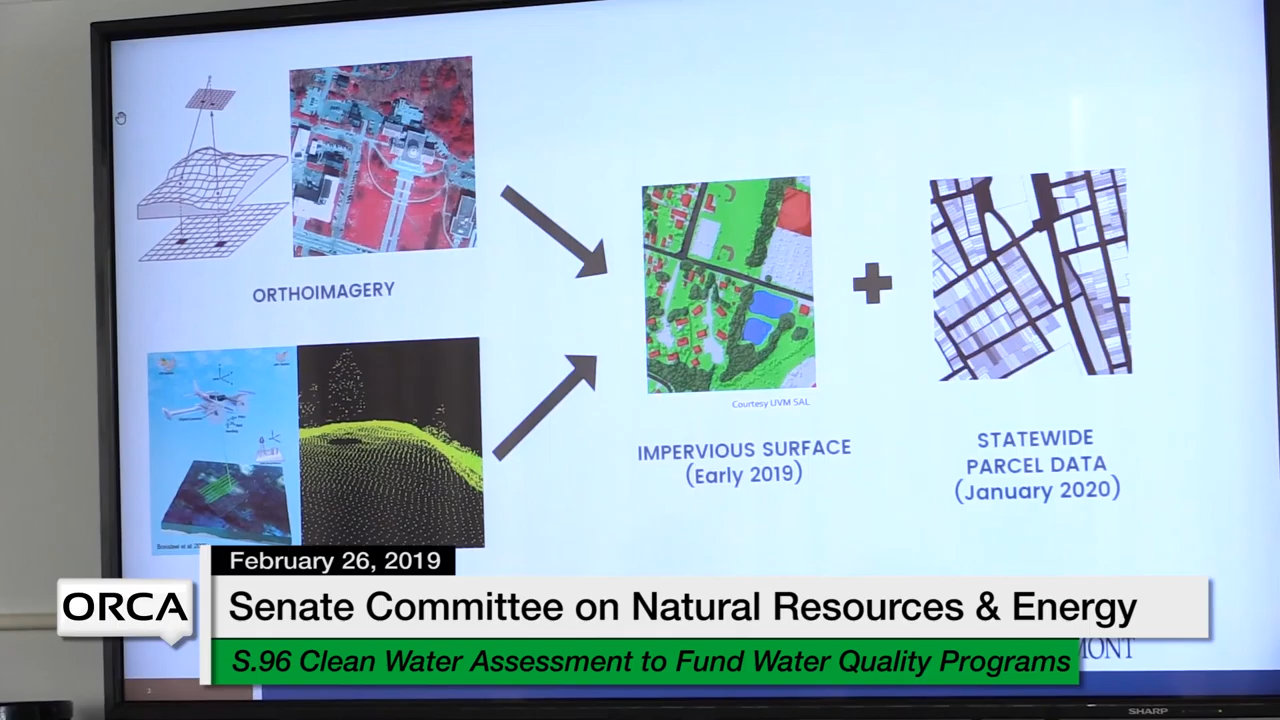 ORTHOIMAGERY
Courtesy UVM SAL
IMPERVIOUS SURFACE
(Early 2019)
STATEWIDE
PARCEL DATA
(January 2020)
February 26, 2019
ORCA
Senate Committee on Natural Resources & Energy
S.96 Clean Water Assessment to Fund Water Quality Programs
SHARP